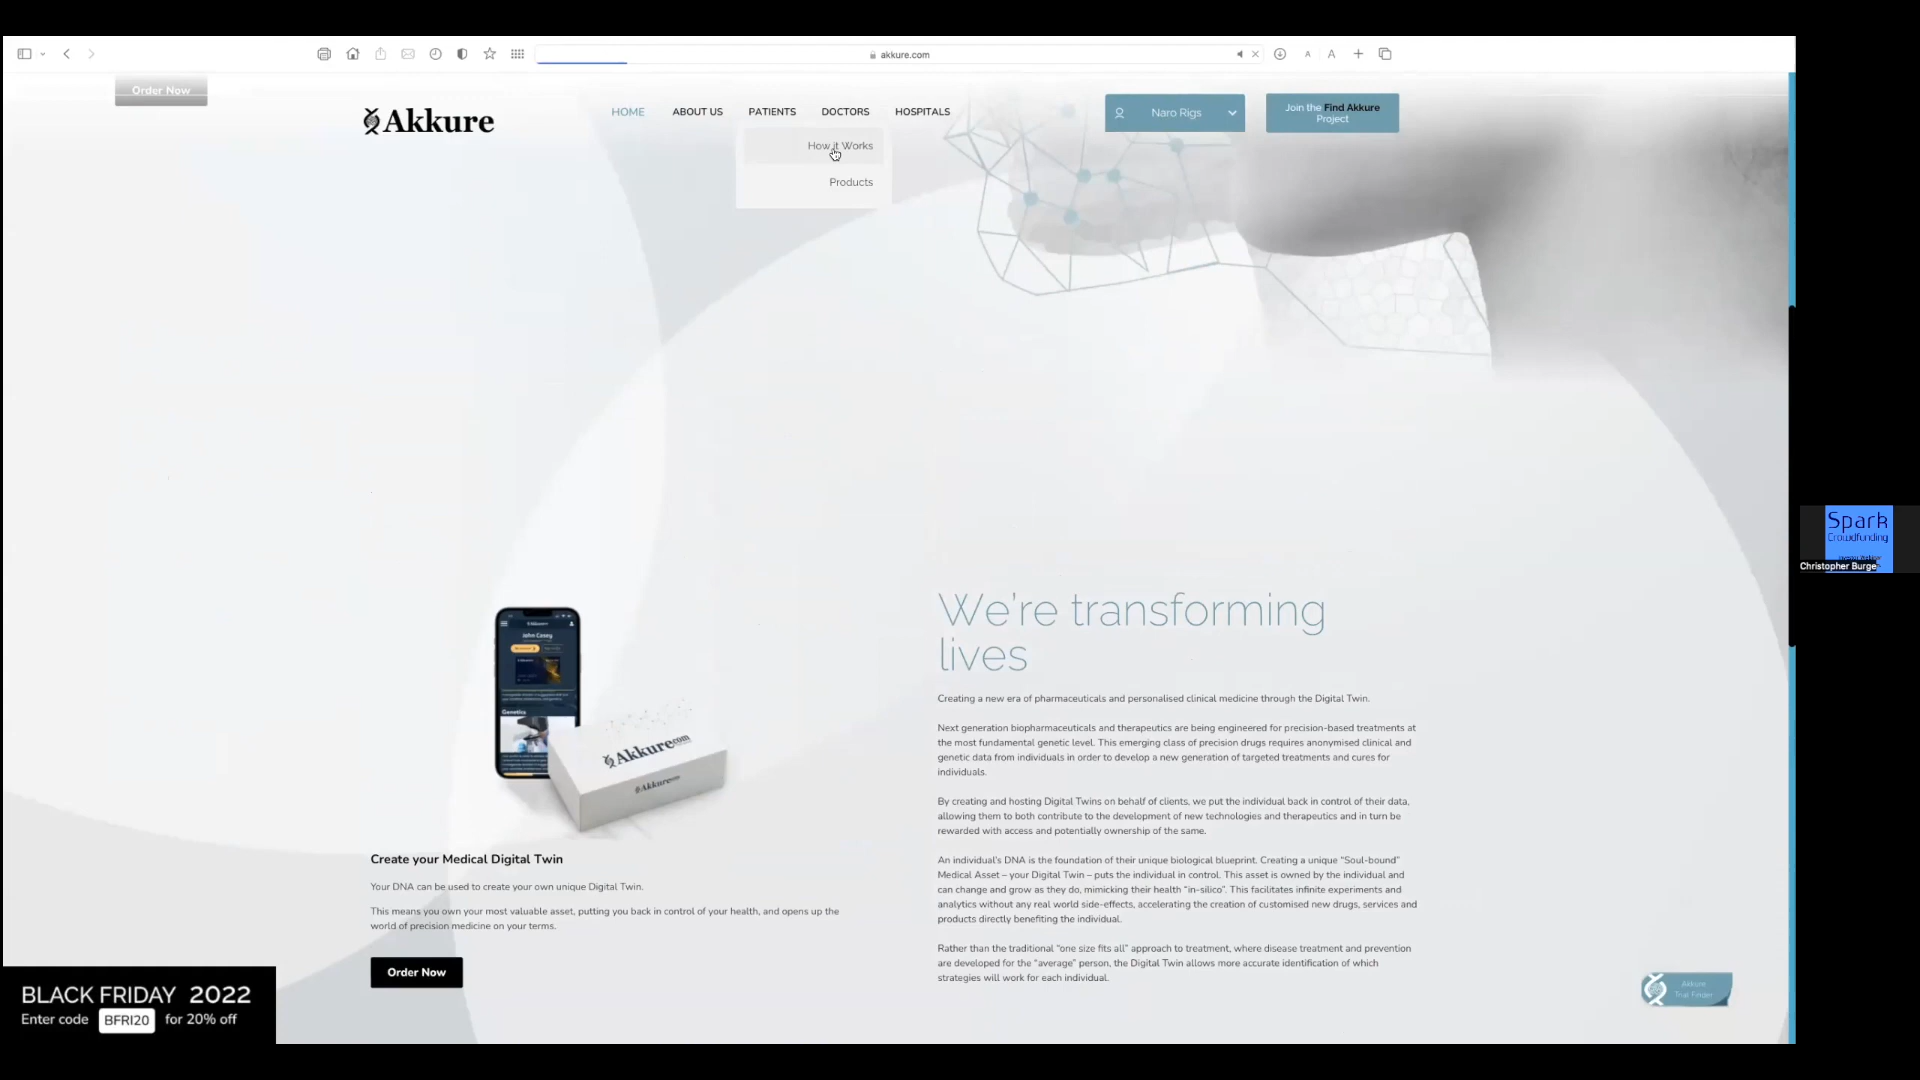 akkure.com
A
A
Order Now
Akkure
HOME
ABOUT US
PATIENTS
DOCTORS
HOSPITALS
Naro Rigs
Join the Find Akkure
Project
How it Works
Products
Spark
Crowdfunding
Christopher Burge
We're transforming
lives
Creating a new era of pharmaceuticals and personalised clinical medicine through the Digital Twin.
Next generation biopharmaceuticals and therapeutics are being engineered for precision-based treatments at
the most fundamental genetic level. This emerging class of precision drugs requires anonymised clinical and
genetic data from individuals in order to develop a new generation of targeted treatments and cures for
individuals.
By creating and hosting Digital Twins on behalf of clients, we put the individual back in control of their data,
allowing them to both contribute to the development of new technologies and therapeutics and in turn be
rewarded with access and potentially ownership of the same.
An individual's DNA is the foundation of their unique biological blueprint. Creating a unique "Soul-bound"
Medical Asset – your Digital Twin – puts the individual in control. This asset is owned by the individual and
can change and grow as they do, mimicking their health "in-silico". This facilitates infinite experiments and
analytics without any real world side-effects, accelerating the creation of customised new drugs, services and
products directly benefiting the individual.
Rather than the traditional "one size fits all" approach to treatment, where disease treatment and prevention
are developed for the "average" person, the Digital Twin allows more accurate identification of which
strategies will work for each individual.
John Casey
Genetics
Akkure.com
Akkure.com
Create your Medical Digital Twin
Your DNA can be used to create your own unique Digital Twin.
This means you own your most valuable asset, putting you back in control of your health, and opens up the
world of precision medicine on your terms.
Order Now
BLACK FRIDAY 2022
Enter code BFRI20 for 20% off
Akkure
Trial Finder